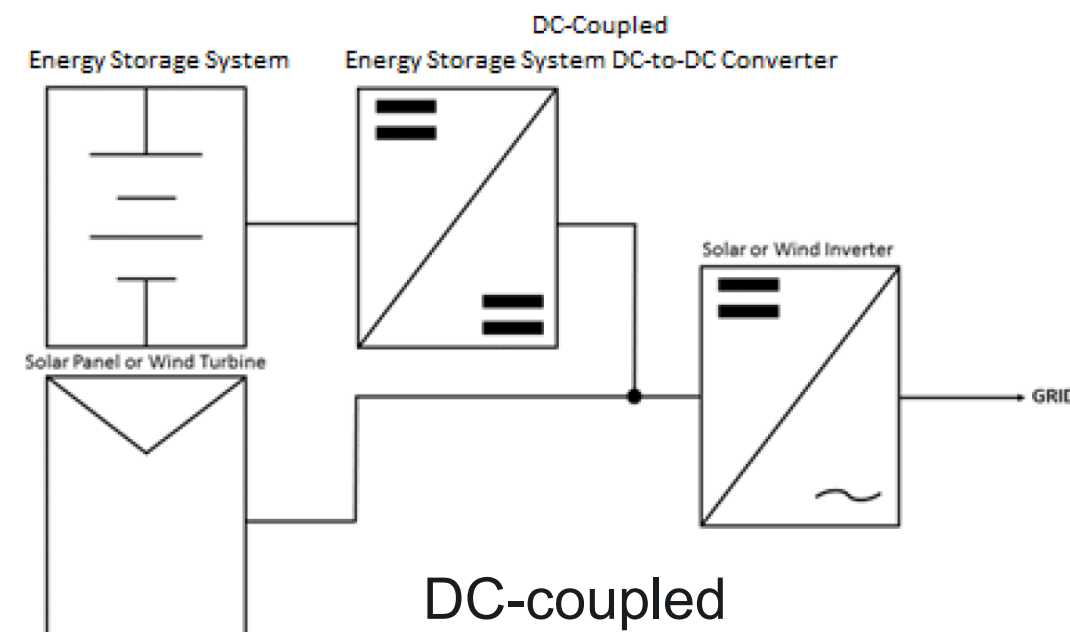 DC-Coupled
Energy Storage System
Energy Storage System DC-to-DC Converter
Solar or Wind Inverter
Solar Panel or Wind Turbine
GRID
DC-coupled